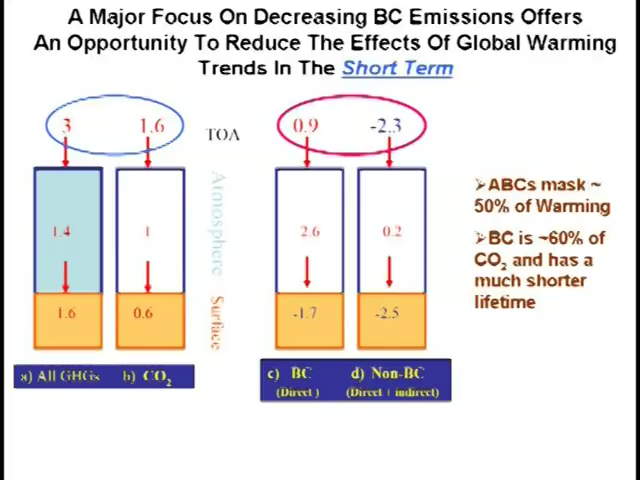 A Major Focus On Decreasing BC Emissions Offers
An Opportunity To Reduce The Effects Of Global Warming
Trends In The Short Term
3
1.6
TOA
0.9
-2.3
Atmosphere
1.4
1
2.6
0.2
Surface
1.6
0.6
-1.7
-2.5
a) All GHGs
b) CO2
c) BC
(Direct)
d) Non-BC
(Direct + indirect)
➢ABCs mask ~
50% of Warming
➢BC is ~60% of
CO2 and has a
much shorter
lifetime